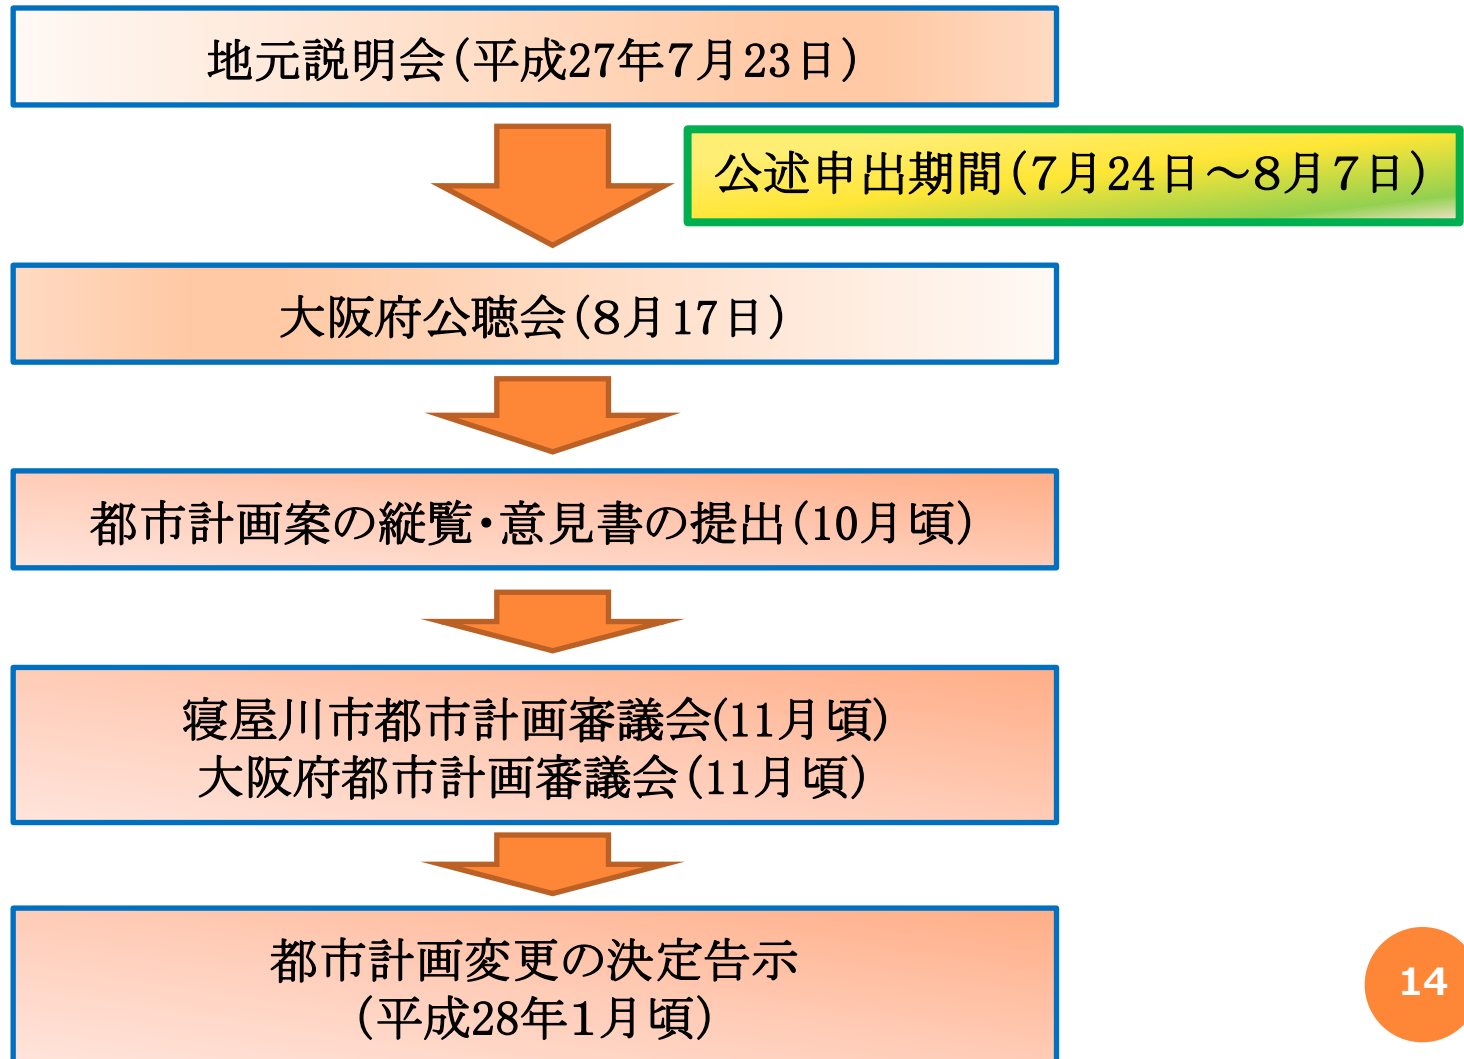 地元説明会(平成27年7月23日)
公述申出期間(7月24日～8月7日)
大阪府公聴会(8月17日)
都市計画案の縦覧・意見書の提出(10月頃)
寝屋川市都市計画審議会(11月頃)
大阪府都市計画審議会(11月頃)
都市計画変更の決定告示
(平成28年1月頃)
14